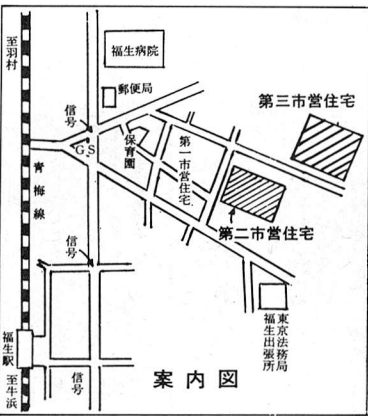 至羽村
青梅線
福生駅
至牛浜
信号
GS
信号
信号
福生病院
郵便局
保育園
第一市営住宅
第二市営住宅
第三市営住宅
東京法務局
福生出張所
案内図